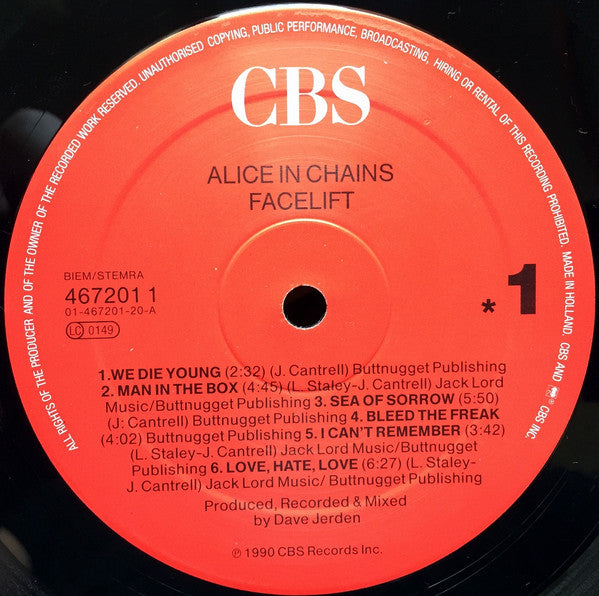 ALL RIGHTS OF THE PRODUCER AND OF THE OWNER OF THE RECORDED WORK RESERVED. UNAUTHORISED COPYING, PUBLIC PERFORMANCE, BROADCASTING, HIRING OR RENTAL OF THIS RECORDING PROHIBITED. MADE IN HOLLAND. CBS AND ® CBS INC.
CBS
ALICE IN CHAINS
FACELIFT
BIEM/STEMRA
467201 1
01-467201-20-A
LC 0149
* 1
1.WE DIE YOUNG (2:32) (J. Cantrell) Buttnugget Publishing
2. MAN IN THE BOX (4:45) (L. Staley-J. Cantrell) Jack Lord
Music/Buttnugget Publishing 3. SEA OF SORROW (5:50)
(J: Cantrell) Buttnugget Publishing 4. BLEED THE FREAK
(4:02) Buttnugget Publishing 5. I CAN'T REMEMBER (3:42)
(L. Staley-J. Cantrell) Jack Lord Music/Buttnugget
Publishing 6. LOVE, HATE, LOVE (6:27) (L. Staley-
J. Cantrell) Jack Lord Music/ Buttnugget Publishing
Produced, Recorded & Mixed
by Dave Jerden
℗ 1990 CBS Records Inc.